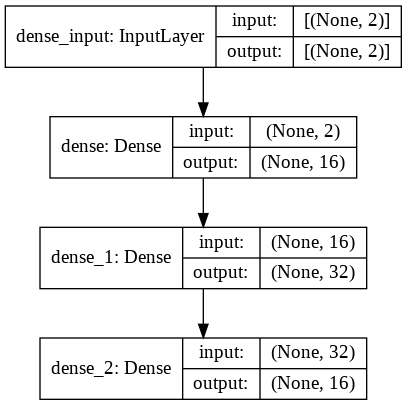 dense_input: InputLayer
input: [(None, 2)]
output: [(None, 2)]
dense: Dense
input: (None, 2)
output: (None, 16)
dense_1: Dense
input: (None, 16)
output: (None, 32)
dense_2: Dense
input: (None, 32)
output: (None, 16)